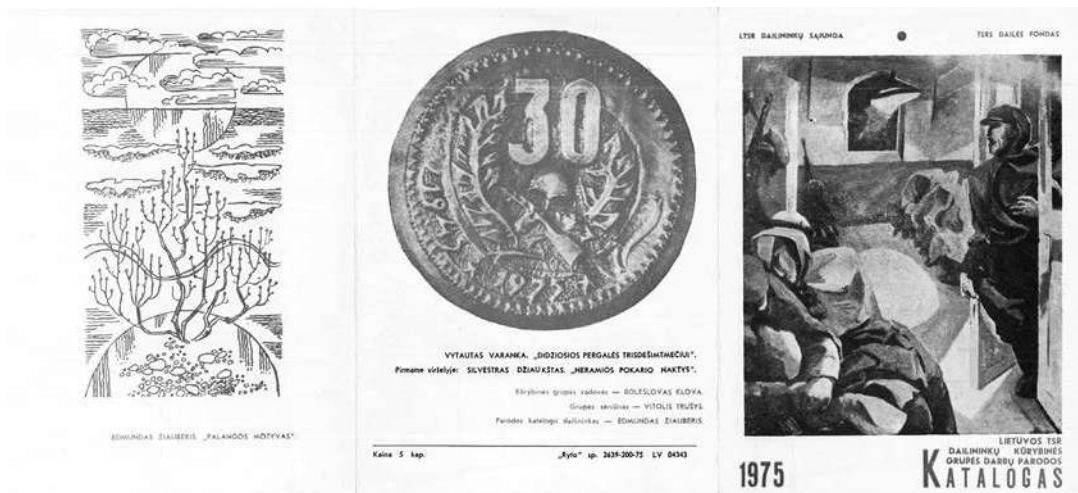 EDMUNDAS ŽIAUBERIS. „PALANGOS MOTYVAS“.
30
1975
VYTAUTAS VARANKA. „DIDŽIOSIOS PERGALĖS TRISDEŠIMTMEČIUI“.
Pirmame viršelyje: SILVESTRAS DŽIAUKŠTAS. „NERAMIOS POKARIO NAKTYS“.
Kūrybinės grupės vadovas — BOLESLOVAS KLOVA.
Grupės seniūnas — VITOLIS TRUŠYS.
Parodos katalogo dailininkas — EDMUNDAS ŽIAUBERIS.
Kaina 5 kap.
„Ryto“ sp. 2639-200-75 LV 04343
LTSR DAILININKŲ SĄJUNGA
TSRS DAILĖS FONDAS
1975
LIETUVOS TSR
DAILININKŲ KŪRYBINĖS
GRUPĖS DARBŲ PARODOS
KATALOGAS